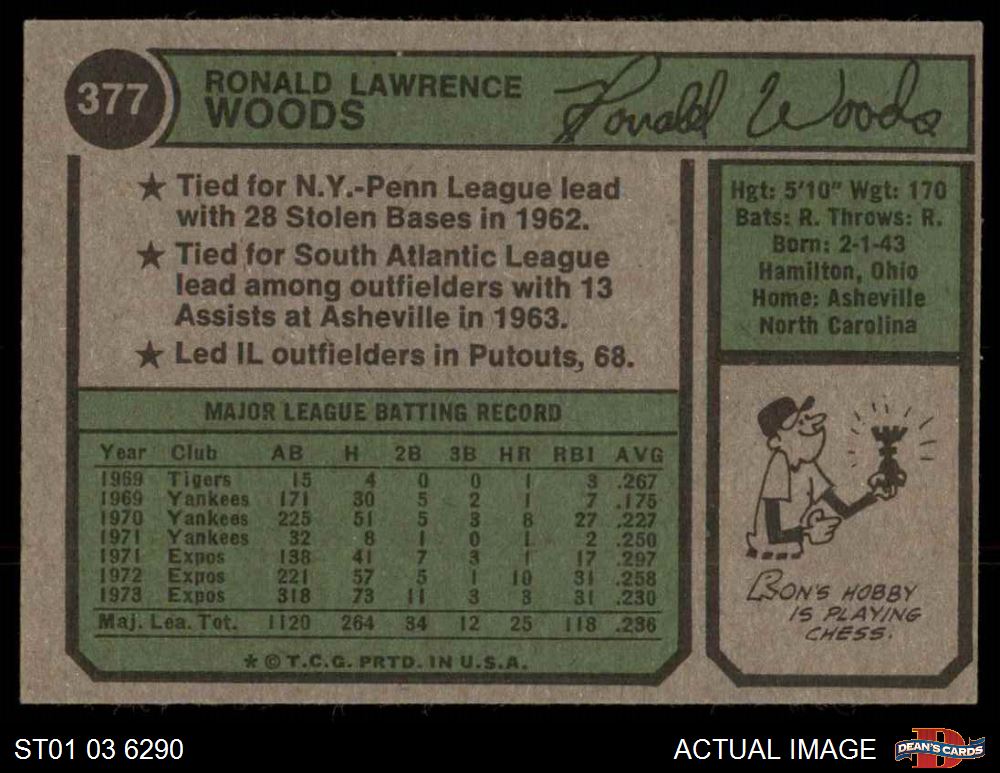 377
RONALD LAWRENCE
WOODS
Ronald Woods
★ Tied for N.Y.-Penn League lead
with 28 Stolen Bases in 1962.
★ Tied for South Atlantic League
lead among outfielders with 13
Assists at Asheville in 1963.
★ Led IL outfielders in Putouts, 68.
Hgt: 5'10" Wgt: 170
Bats: R. Throws: R.
Born: 2-1-43
Hamilton, Ohio
Home: Asheville
North Carolina
MAJOR LEAGUE BATTING RECORD
Year Club AB H 2B 3B HR RBI AVG
1969 Tigers 15 4 0 0 1 3 .267
1969 Yankees 171 30 5 2 1 7 .175
1970 Yankees 225 51 5 3 8 27 .227
1971 Yankees 32 8 1 0 1 2 .250
1971 Expos 138 41 7 3 1 17 .297
1972 Expos 221 57 5 1 10 31 .258
1973 Expos 318 73 11 3 3 31 .230
Maj. Lea. Tot. 1120 264 34 12 25 118 .236
* © T.C.G. PRTD. IN U.S.A.
RON'S HOBBY
IS PLAYING
CHESS.
ST01 03 6290
ACTUAL IMAGE
D
DEAN'S CARDS